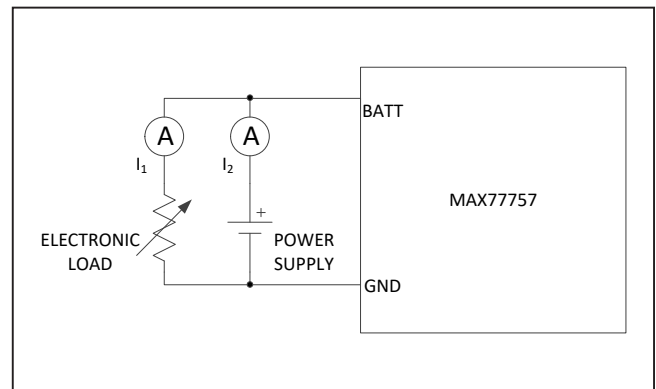 BATT
A
A
I1
I2
+
MAX77757
ELECTRONIC
LOAD
POWER
SUPPLY
GND